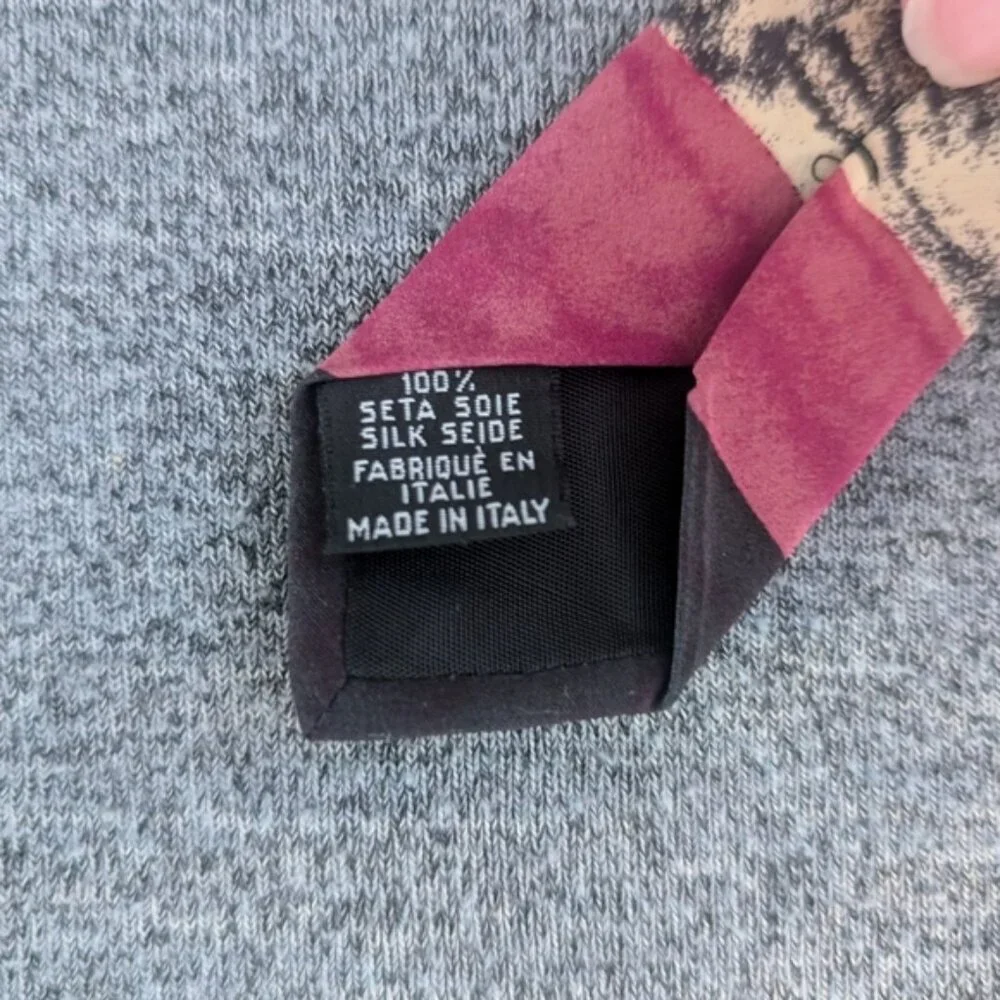 100%
SETA SOIE
SILK SEIDE
FABRIQUÈ EN
ITALIE
MADE IN ITALY